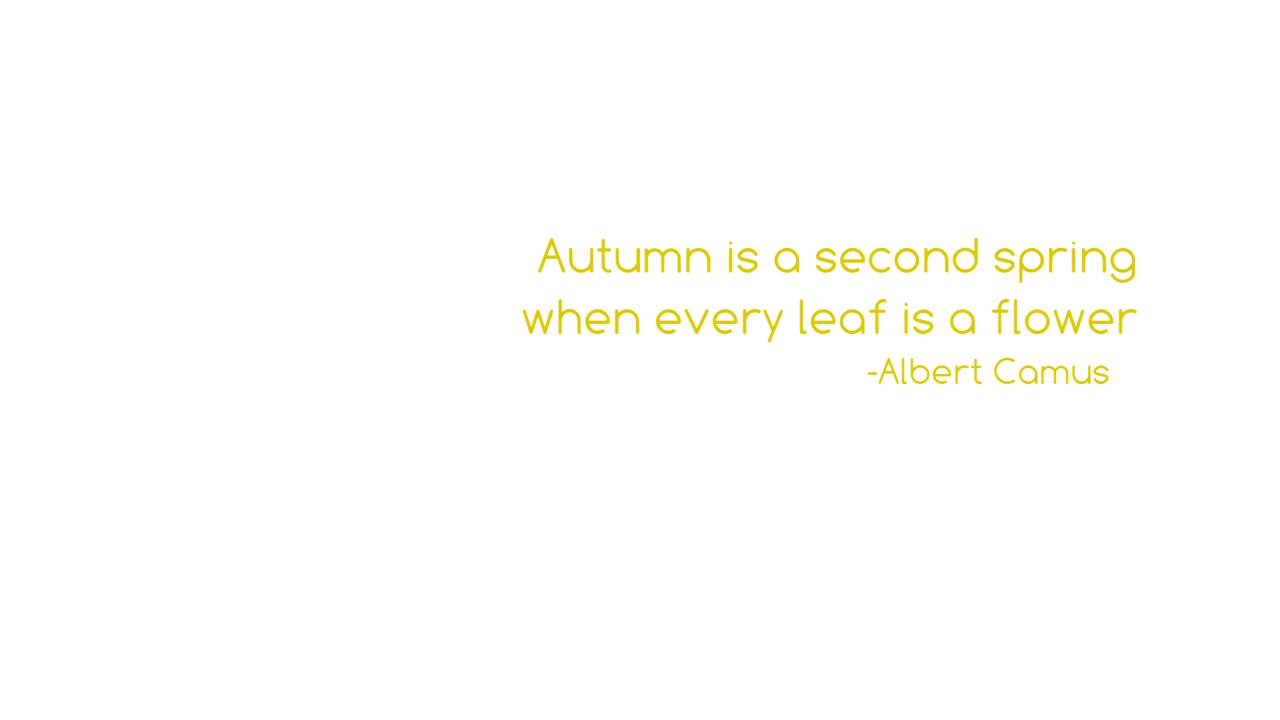 Autumn is a second spring
when every leaf is a flower
-Albert Camus